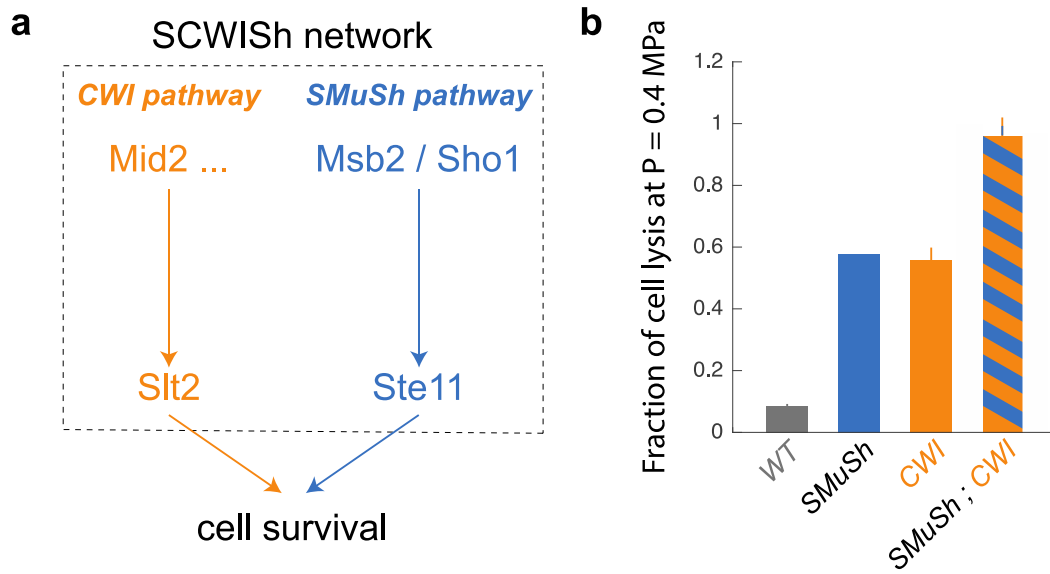 a
SCWISh network
CWI pathway
SMuSh pathway
Mid2 ...
Msb2 / Sho1
Slt2
Ste11
cell survival
b
Fraction of cell lysis at P = 0.4 MPa
1.2
1
0.8
0.6
0.4
0.2
0
WT
SMuSh
CWI
SMuSh ; CWI